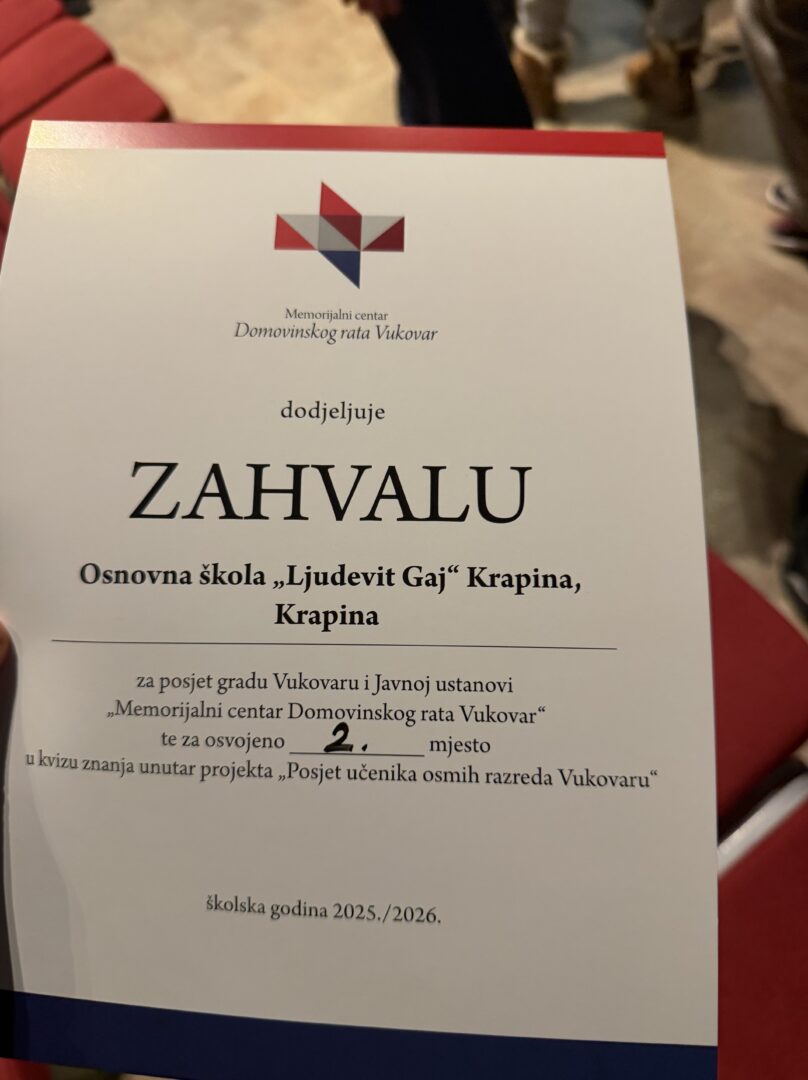 Memorijalni centar
Domovinskog rata Vukovar
dodjeljuje
ZAHVALU
Osnovna škola „Ljudevit Gaj“ Krapina,
Krapina
za posjet gradu Vukovaru i Javnoj ustanovi
„Memorijalni centar Domovinskog rata Vukovar“
te za osvojeno 2. mjesto
u kvizu znanja unutar projekta „Posjet učenika osmih razreda Vukovaru“
školska godina 2025./2026.